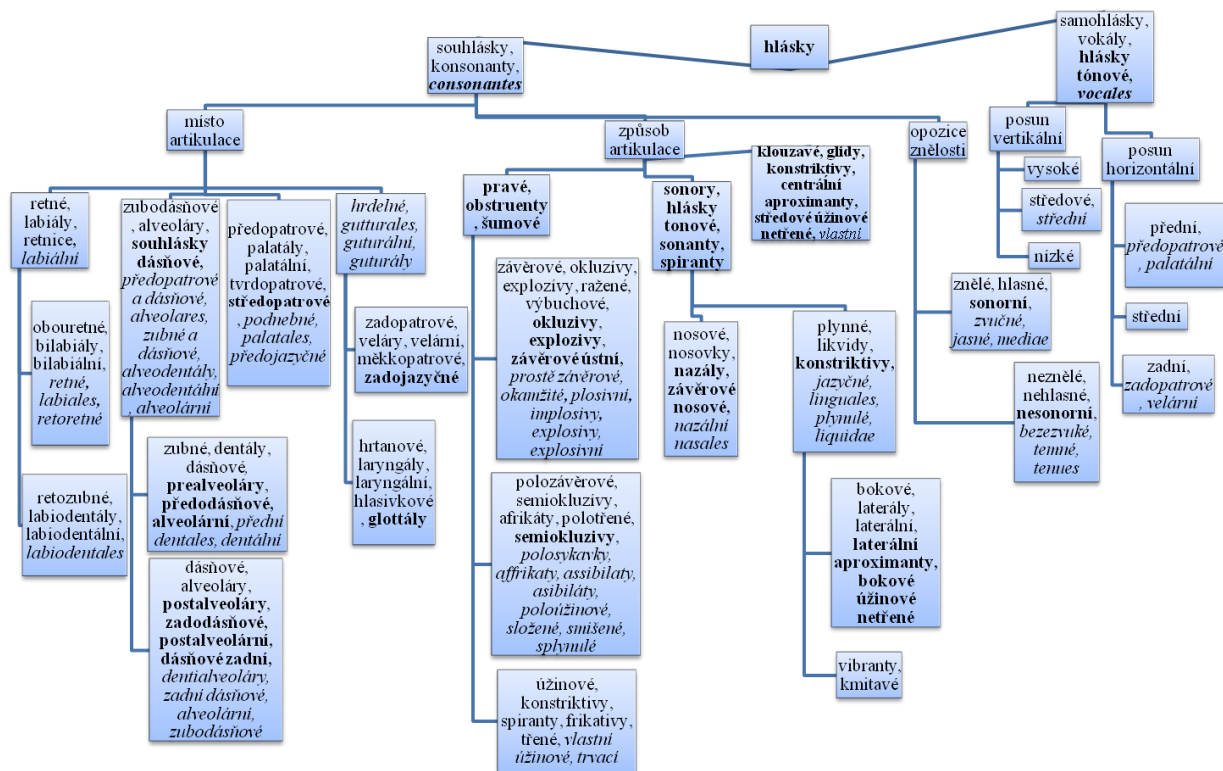 hlásky
souhlásky,
konsonanty,
consonantes
samohlásky,
vokály,
hlásky
tónové,
vocales
místo
artikulace
způsob
artikulace
opozice
znělosti
posun
vertikální
posun
horizontální
retné,
labiály,
retnice,
labiální
obouretné,
bilabiály,
bilabiální,
retné,
labiales,
retoretné
retozubné,
labiodentály,
labiodentální,
labiodentales
zubodásňové
, alveoláry,
souhlásky
dásňové,
předopatrové
a dásňové,
alveolares,
zubné a
dásňové,
alveodentály,
alveodentální
, alveolární
zubné, dentály,
dásňové,
prealveoláry,
předodásňové,
alveolární, přední
dentales, dentální
dásňové,
alveoláry,
postalveoláry,
zadodásňové,
postalveolární,
dásňové zadní,
dentialveoláry,
zadní dásňové,
alveolární,
zubodásňové
předopatrové,
palatály,
palatální,
tvrdopatrové,
středopatrové
, podnebné,
palatales,
předojazyčné
hrdelné,
gutturales,
guturální,
guturály
zadopatrové,
veláry, velární,
měkkopatrové,
zadojazyčné
hrtanové,
laryngály,
laryngální,
hlasivkové
, glottály
pravé,
obstruenty
, šumové
závěrové, okluzívy,
explozívy, ražené,
výbuchové,
okluzivy,
explozivy,
závěrové ústní,
prostě závěrové,
okamžité, plosivní,
implosivy,
explosivy,
explosivní
polozávěrové,
semiokluzívy,
afrikáty, polotřené,
semiokluzivy,
polosykavky,
affrikaty, assibilaty,
asibiláty,
poloúžinové,
složené, smišené,
splynulé
úžinové,
konstriktivy,
spiranty, frikativy,
třené, vlastní
úžinové, trvací
sonory,
hlásky
tonové,
sonanty,
spiranty
nosové,
nosovky,
nazály,
závěrové
nosové,
nazální
nasales
plynné,
likvidy,
konstriktivy,
jazyčné,
linguales,
plynulé,
liquidae
bokové,
laterály,
laterální,
laterální
aproximanty,
bokové
úžinové
netřené
vibranty,
kmitavé
klouzavé, glidy,
konstriktivy,
centrální
aproximanty,
středové úžinové
netřené, vlastní
znělé, hlasné,
sonorní,
zvučné,
jasné, mediae
neznělé,
nehlasné,
nesonorní,
bezezvuké,
temné,
tenues
vysoké
středové,
střední
nízké
přední,
předopatrové
, palatální
střední
zadní,
zadopatrové
, velární